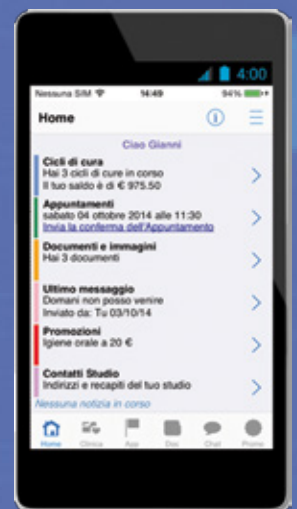 4:00
Nessuna SIM 14:49 94%
Home
Ciao Gianni
Cicli di cura
Hai 3 cicli di cure in corso
Il tuo saldo è di € 975.50
Appuntamenti
sabato 04 ottobre 2014 alle 11:30
Invia la conferma dell'Appuntamento
Documenti e immagini
Hai 3 documenti
Ultimo messaggio
Domani non posso venire
Inviato da: Tu 03/10/14
Promozioni
Igiene orale a 20 €
Contatti Studio
Indirizzi e recapiti del tuo studio
Nessuna notizia in corso
Home Clinica App Doc Chat Promo